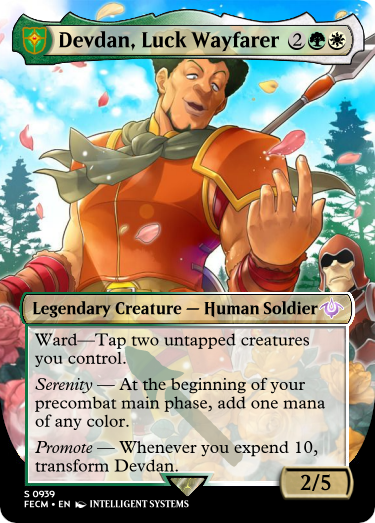 Devdan, Luck Wayfarer 2
Legendary Creature — Human Soldier
Ward—Tap two untapped creatures
you control.
Serenity — At the beginning of your
precombat main phase, add one mana
of any color.
Promote — Whenever you expend 10,
transform Devdan.
2/5
S 0939
FECM • EN INTELLIGENT SYSTEMS